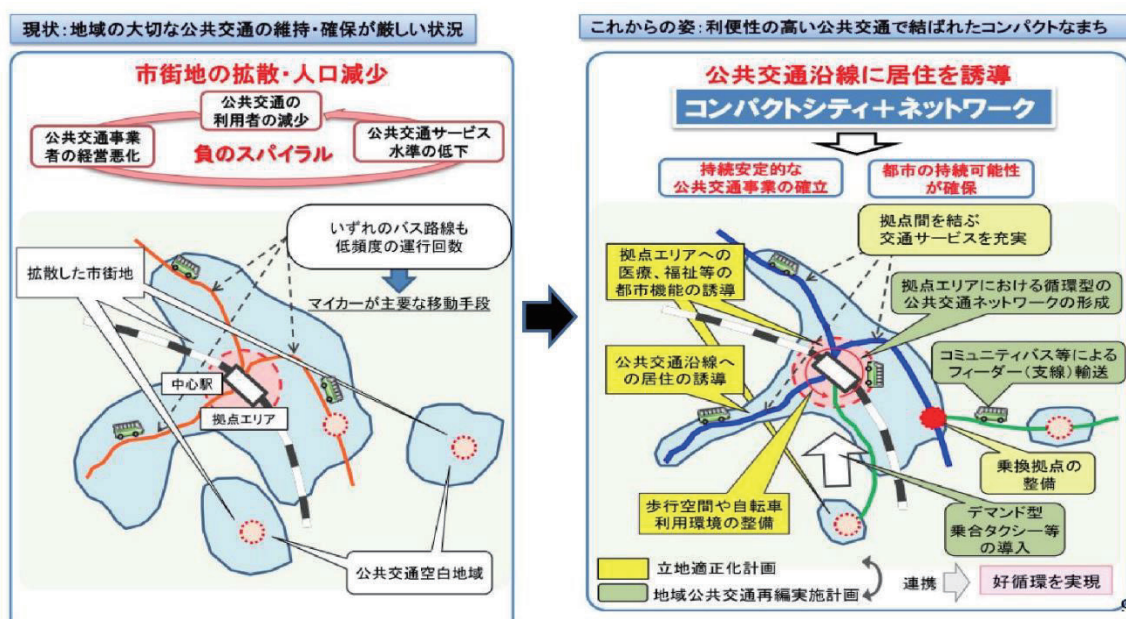 現状：地域の大切な公共交通の維持・確保が厳しい状況
市街地の拡散・人口減少
公共交通の
利用者の減少
公共交通事業
者の経営悪化
負のスパイラル
公共交通サービス
水準の低下
いずれのバス路線も
低頻度の運行回数
拡散した市街地
マイカーが主要な移動手段
中心駅
拠点エリア
公共交通空白地域
これからの姿：利便性の高い公共交通で結ばれたコンパクトなまち
公共交通沿線に居住を誘導
コンパクトシティ＋ネットワーク
持続安定的な
公共交通事業の確立
都市の持続可能性
が確保
拠点間を結ぶ
交通サービスを充実
拠点エリアへの
医療、福祉等の
都市機能の誘導
拠点エリアにおける循環型の
公共交通ネットワークの形成
公共交通沿線へ
の居住の誘導
コミュニティバス等による
フィーダー（支線）輸送
乗換拠点の
整備
歩行空間や自転車
利用環境の整備
デマンド型
乗合タクシー等
の導入
立地適正化計画
地域公共交通再編実施計画
連携
好循環を実現